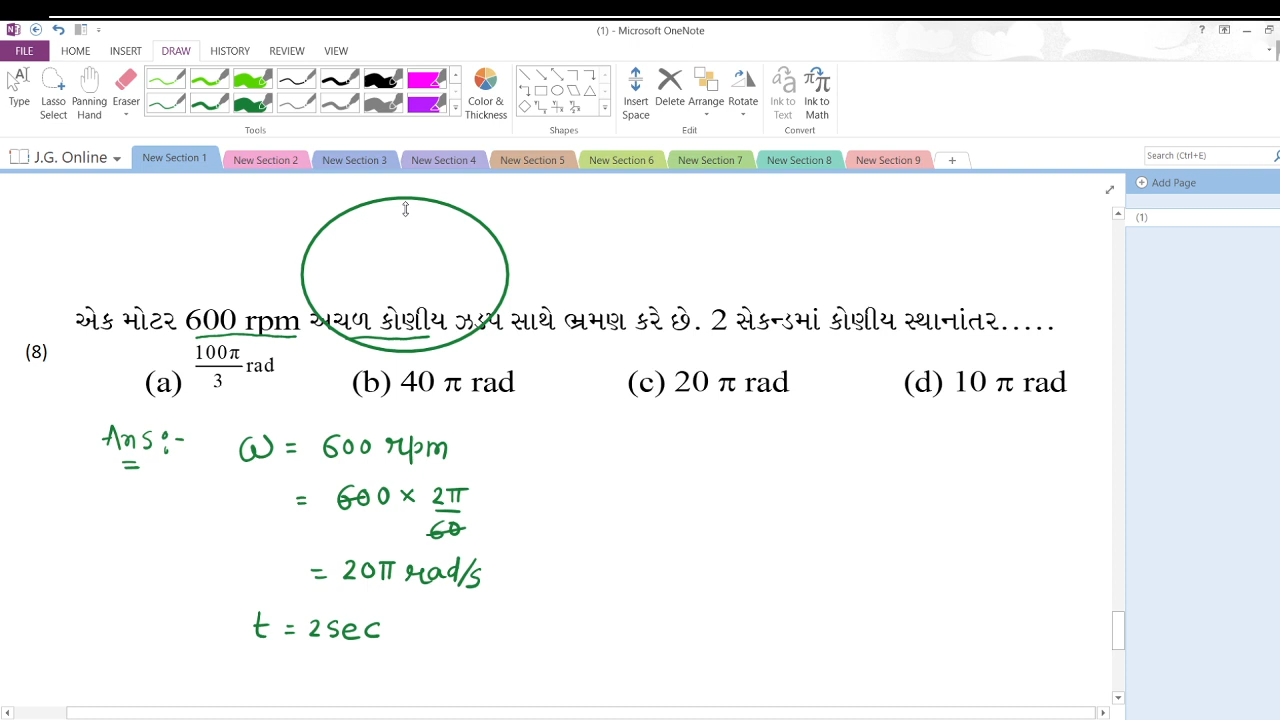 (1) - Microsoft OneNote
FILE HOME INSERT DRAW HISTORY REVIEW VIEW
Type Lasso Select Panning Hand Eraser Color & Thickness Insert Space Delete Arrange Rotate Ink to Text Ink to Math
Tools Shapes Edit Convert
J.G. Online New Section 1 New Section 2 New Section 3 New Section 4 New Section 5 New Section 6 New Section 7 New Section 8 New Section 9 + Search (Ctrl+E)
Add Page
(1)
એક મોટર 600 rpm અચળ કોણીય ઝડપ સાથે ભ્રમણ કરે છે. 2 સેકન્ડમાં કોણીય સ્થાનાંતર.....
(8)
(a) 100π/3 rad (b) 40 π rad (c) 20 π rad (d) 10 π rad
Ans:- ω = 600 rpm
= 600 × 2π/60
= 20π rad/s
t = 2 sec